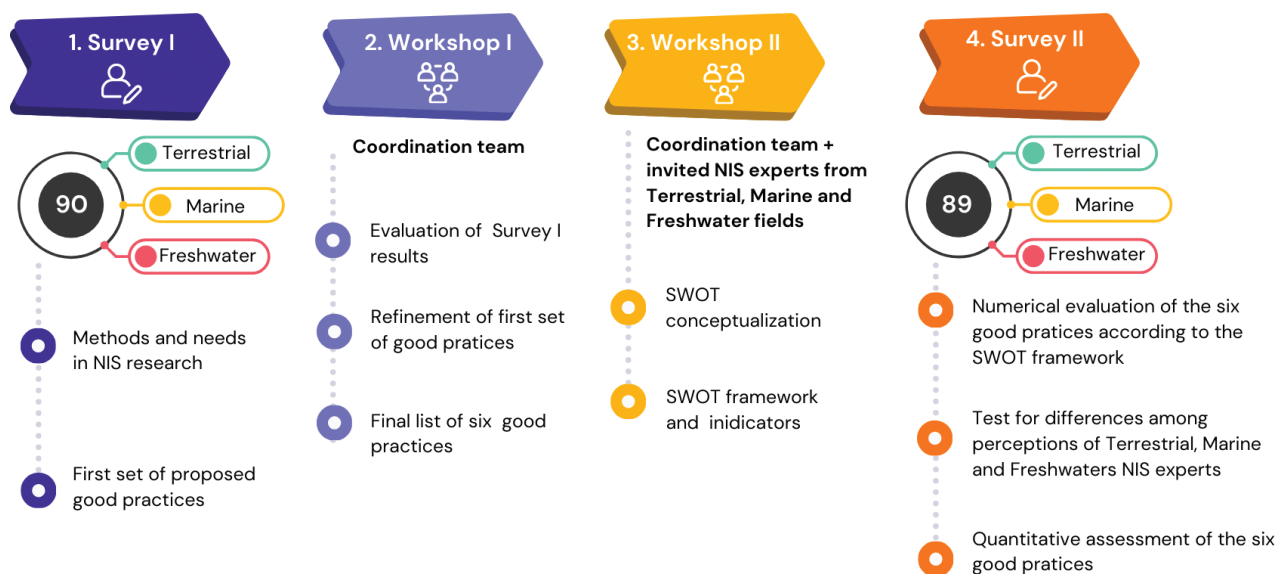 1. Survey I
90
Terrestrial
Marine
Freshwater
Methods and needs
in NIS research
First set of proposed
good practices
2. Workshop I
Coordination team
Evaluation of Survey I
results
Refinement of first set
of good pratices
Final list of six good
practices
3. Workshop II
Coordination team +
invited NIS experts from
Terrestrial, Marine and
Freshwater fields
SWOT
conceptualization
SWOT framework
and inidicators
4. Survey II
89
Terrestrial
Marine
Freshwater
Numerical evaluation of the six
good pratices according to the
SWOT framework
Test for differences among
perceptions of Terrestrial, Marine
and Freshwaters NIS experts
Quantitative assessment of the six
good pratices